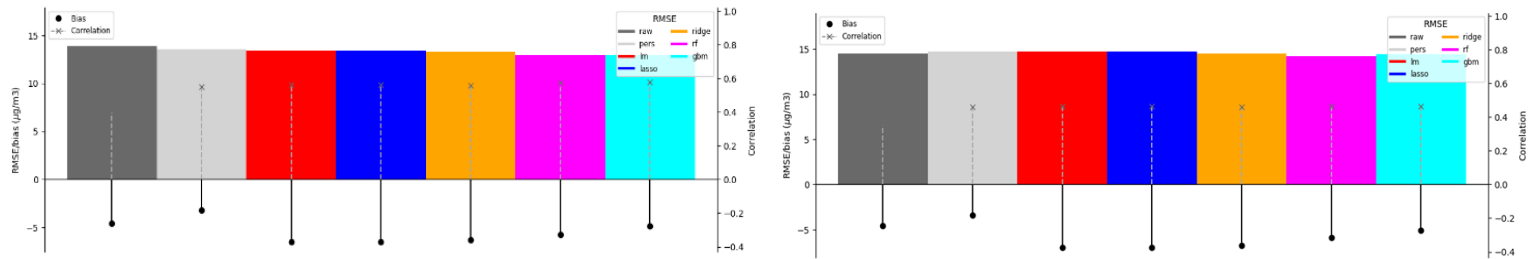 Bias
Correlation
RMSE
raw
pers
lm
lasso
ridge
rf
gbm
RMSE/bias (μg/m3)
15
10
5
0
−5
1.0
0.8
0.6
0.4
0.2
0.0
−0.2
−0.4
Correlation
Bias
Correlation
RMSE
raw
pers
lm
lasso
ridge
rf
gbm
RMSE/bias (μg/m3)
15
10
5
0
−5
1.0
0.8
0.6
0.4
0.2
0.0
−0.2
−0.4
Correlation